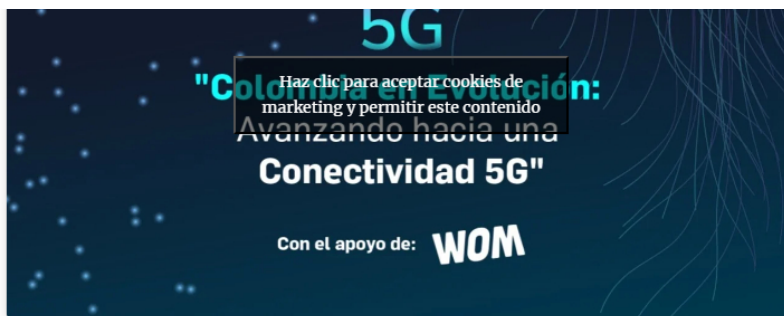 5G
"Colombia en Evolución:
Haz clic para aceptar cookies de
marketing y permitir este contenido
Avanzando hacia una
Conectividad 5G"
Con el apoyo de: WOM